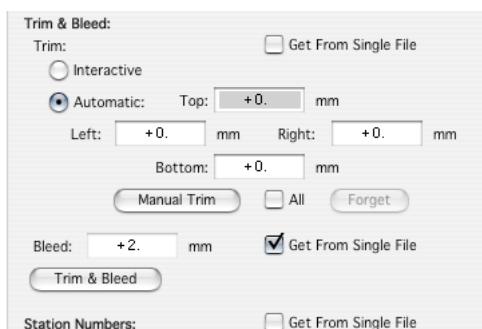 Trim & Bleed:
Trim: Get From Single File
Interactive
Automatic: Top: +0. mm
Left: +0. mm Right: +0. mm
Bottom: +0. mm
Manual Trim All Forget
Bleed: +2. mm Get From Single File
Trim & Bleed
Station Numbers: Get From Single File